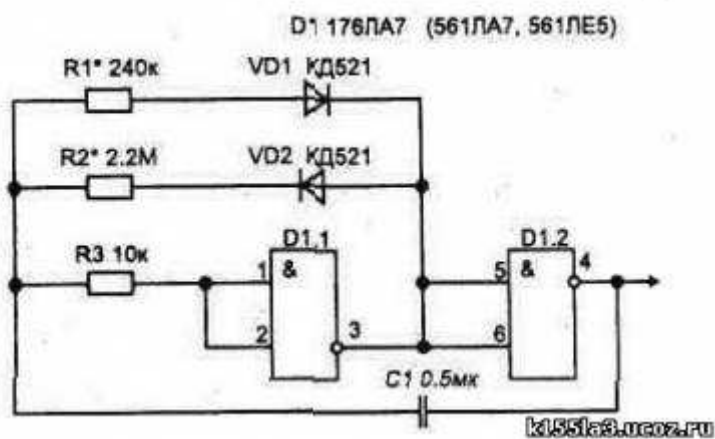 D1 176ЛА7 (561ЛА7, 561ЛЕ5)
R1* 240к
VD1 КД521
R2* 2.2М
VD2 КД521
R3 10к
D1.1
D1.2
1
&
2
3
5
&
4
6
C1 0.5мк
k155la3.ucoz.ru